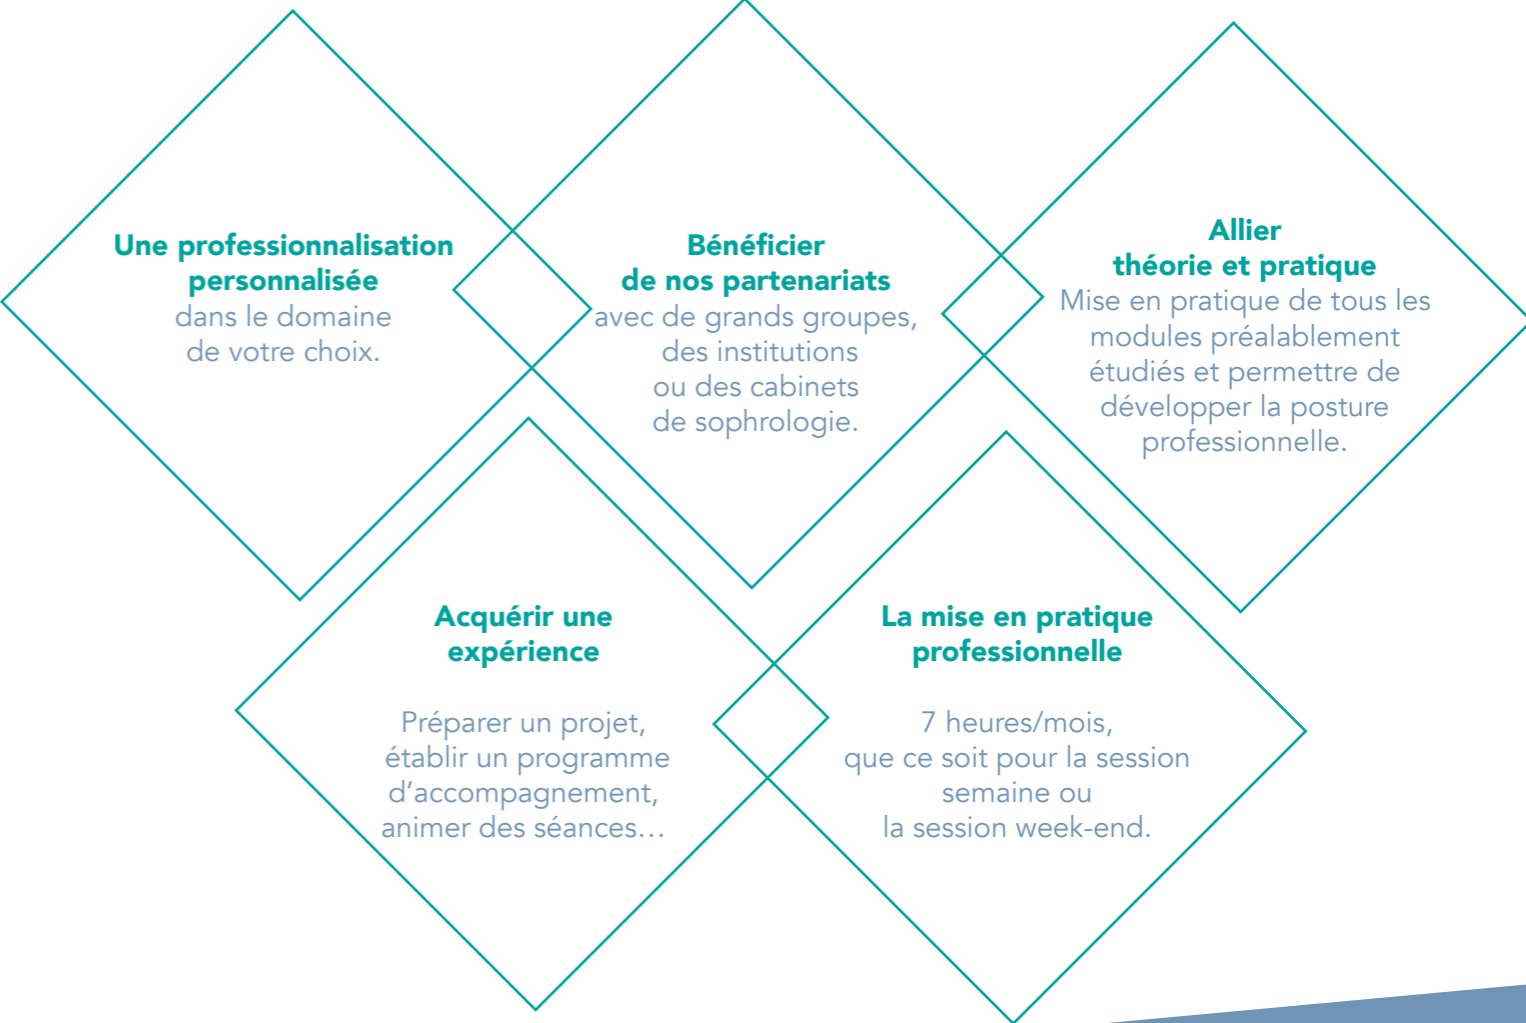 Une professionnalisation
personnalisée
dans le domaine
de votre choix.
Bénéficier
de nos partenariats
avec de grands groupes,
des institutions
ou des cabinets
de sophrologie.
Allier
théorie et pratique
Mise en pratique de tous les
modules préalablement
étudiés et permettre de
développer la posture
professionnelle.
Acquérir une
expérience
Préparer un projet,
établir un programme
d’accompagnement,
animer des séances…
La mise en pratique
professionnelle
7 heures/mois,
que ce soit pour la session
semaine ou
la session week-end.